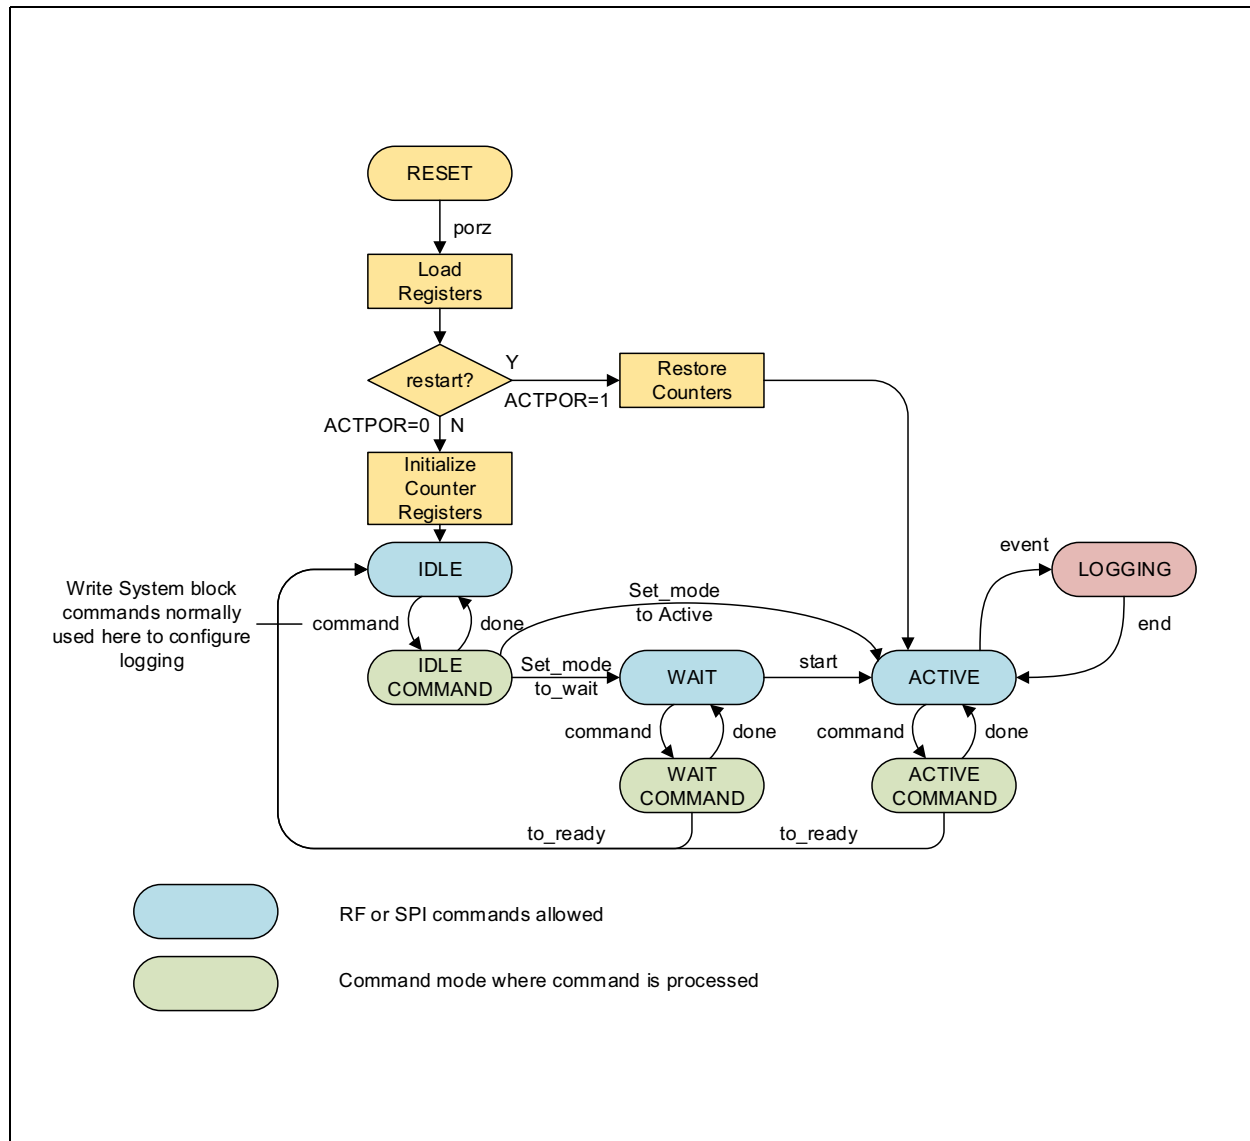 RESET
porz
Load
Registers
restart?
Y
ACTPOR=1
Restore
Counters
ACTPOR=0
N
Initialize
Counter
Registers
IDLE
Write System block
commands normally
used here to configure
logging
command
done
IDLE
COMMAND
Set_mode
to Active
Set_mode
to_wait
WAIT
start
ACTIVE
event
LOGGING
end
command
done
WAIT
COMMAND
command
done
ACTIVE
COMMAND
to_ready
to_ready
RF or SPI commands allowed
Command mode where command is processed